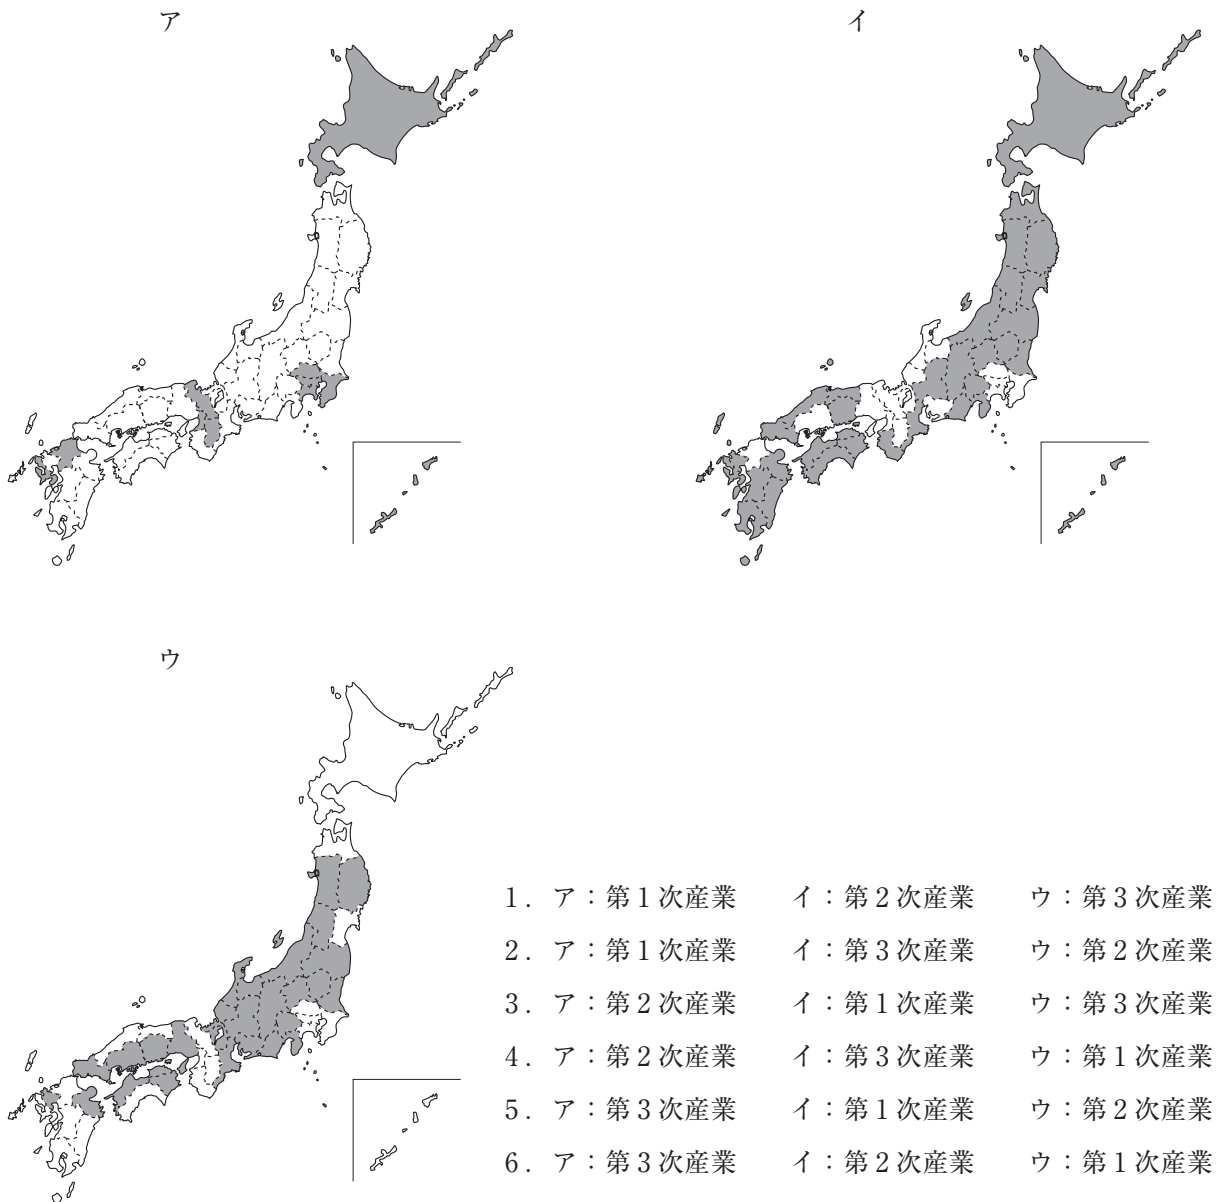 ア
イ
ウ
1. ア：第1次産業 イ：第2次産業 ウ：第3次産業
2. ア：第1次産業 イ：第3次産業 ウ：第2次産業
3. ア：第2次産業 イ：第1次産業 ウ：第3次産業
4. ア：第2次産業 イ：第3次産業 ウ：第1次産業
5. ア：第3次産業 イ：第1次産業 ウ：第2次産業
6. ア：第3次産業 イ：第2次産業 ウ：第1次産業